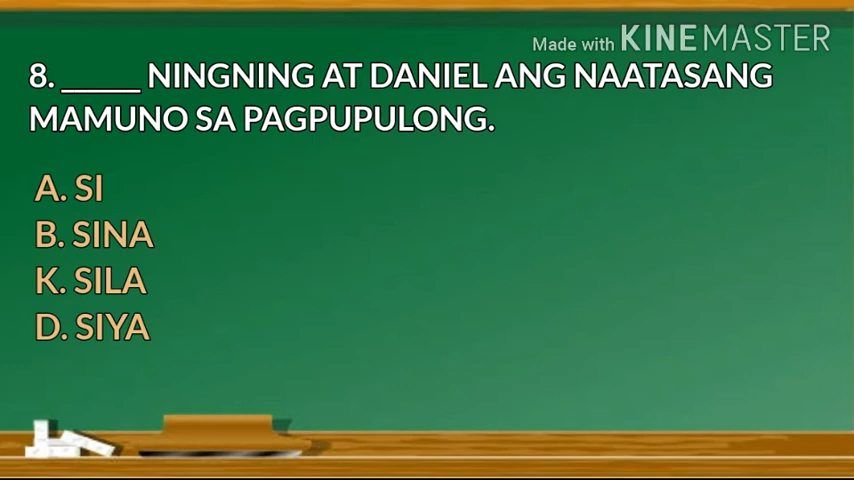 Made with KINEMASTER
8. _____ NINGNING AT DANIEL ANG NAATASANG
MAMUNO SA PAGPUPULONG.
A. SI
B. SINA
K. SILA
D. SIYA